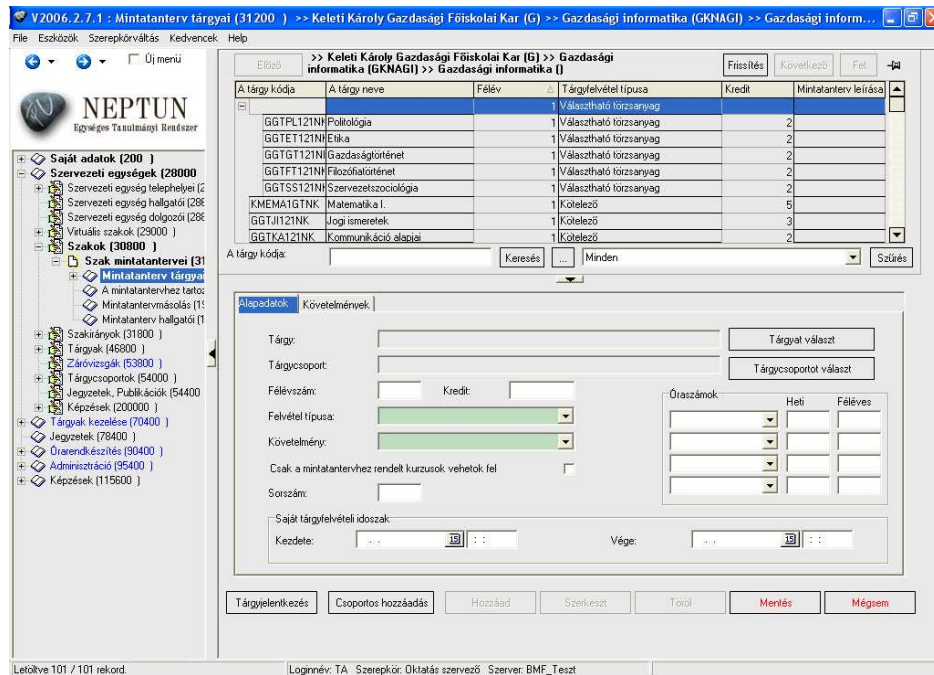 V2006.2.7.1 : Mintatanterv tárgyai (31200 ) >> Keleti Károly Gazdasági Főiskolai Kar (G) >> Gazdasági informatika (GKNAGI) >> Gazdasági inform...
File Eszközök Szerepkörváltás Kedvencek Help
Új menü
NEPTUN
Egységes Tanulmányi Rendszer
Saját adatok (200 )
Szervezeti egységek (28000
Szervezeti egység telephelyei (2
Szervezeti egység hallgatói (286
Szervezeti egység dolgozói (288
Virtuális szakok (29000 )
Szakok (30800 )
Szak mintatantervei (31
Mintatanterv tárgyai
A mintatantervhez tartoz
Mintatantervmásolás (15
Mintatanterv hallgatói (1
Szakirányok (31800 )
Tárgyak (46800 )
Záróvizsgák (53800 )
Tárgycsoportok (54000 )
Jegyzetek, Publikációk (54400
Képzések (200000 )
Tárgyak kezelése (70400 )
Jegyzetek (78400 )
Órarendkészítés (90400 )
Adminisztráció (95400 )
Képzések (115600 )
Előző
>> Keleti Károly Gazdasági Főiskolai Kar (G) >> Gazdasági
informatika (GKNAGI) >> Gazdasági informatika ()
Frissítés Következő Fel
A tárgy kódja A tárgy neve Félév Tárgyfelvétel típusa Kredit Mintatanterv leírása
1 Választható törzsanyag
GGTPL121NK Politológia 1 Választható törzsanyag 2
GGTET121NK Etika 1 Választható törzsanyag 2
GGTGT121NK Gazdaságtörténet 1 Választható törzsanyag 2
GGTFT121NK Filozófiatörténet 1 Választható törzsanyag 2
GGTSS121NK Szervezetszociológia 1 Választható törzsanyag 2
KMEMA1GTNK Matematika I. 1 Kötelező 5
GGTJI121NK Jogi ismeretek 1 Kötelező 3
GGTKA121NK Kommunikáció alapjai 1 Kötelező 2
A tárgy kódja: Keresés ... Minden Szűrés
Alapadatok Követelmények
Tárgy: Tárgyat választ
Tárgycsoport: Tárgycsoportot választ
Félévszám: Kredit:
Óraszámok Heti Féléves
Felvétel típusa:
Követelmény:
Csak a mintatantervhez rendelt kurzusok vehetok fel
Sorszám:
Saját tárgyfelvételi idoszak
Kezdete: . . 15 : : Vége: . . 15 : :
Tárgyjelentkezés Csoportos hozzáadás Hozzáad Szerkeszt Töröl Mentés Mégsem
Letöltve 101 / 101 rekord. Loginnév: TA Szerepkör: Oktatás szervező Szerver: BMF_Teszt